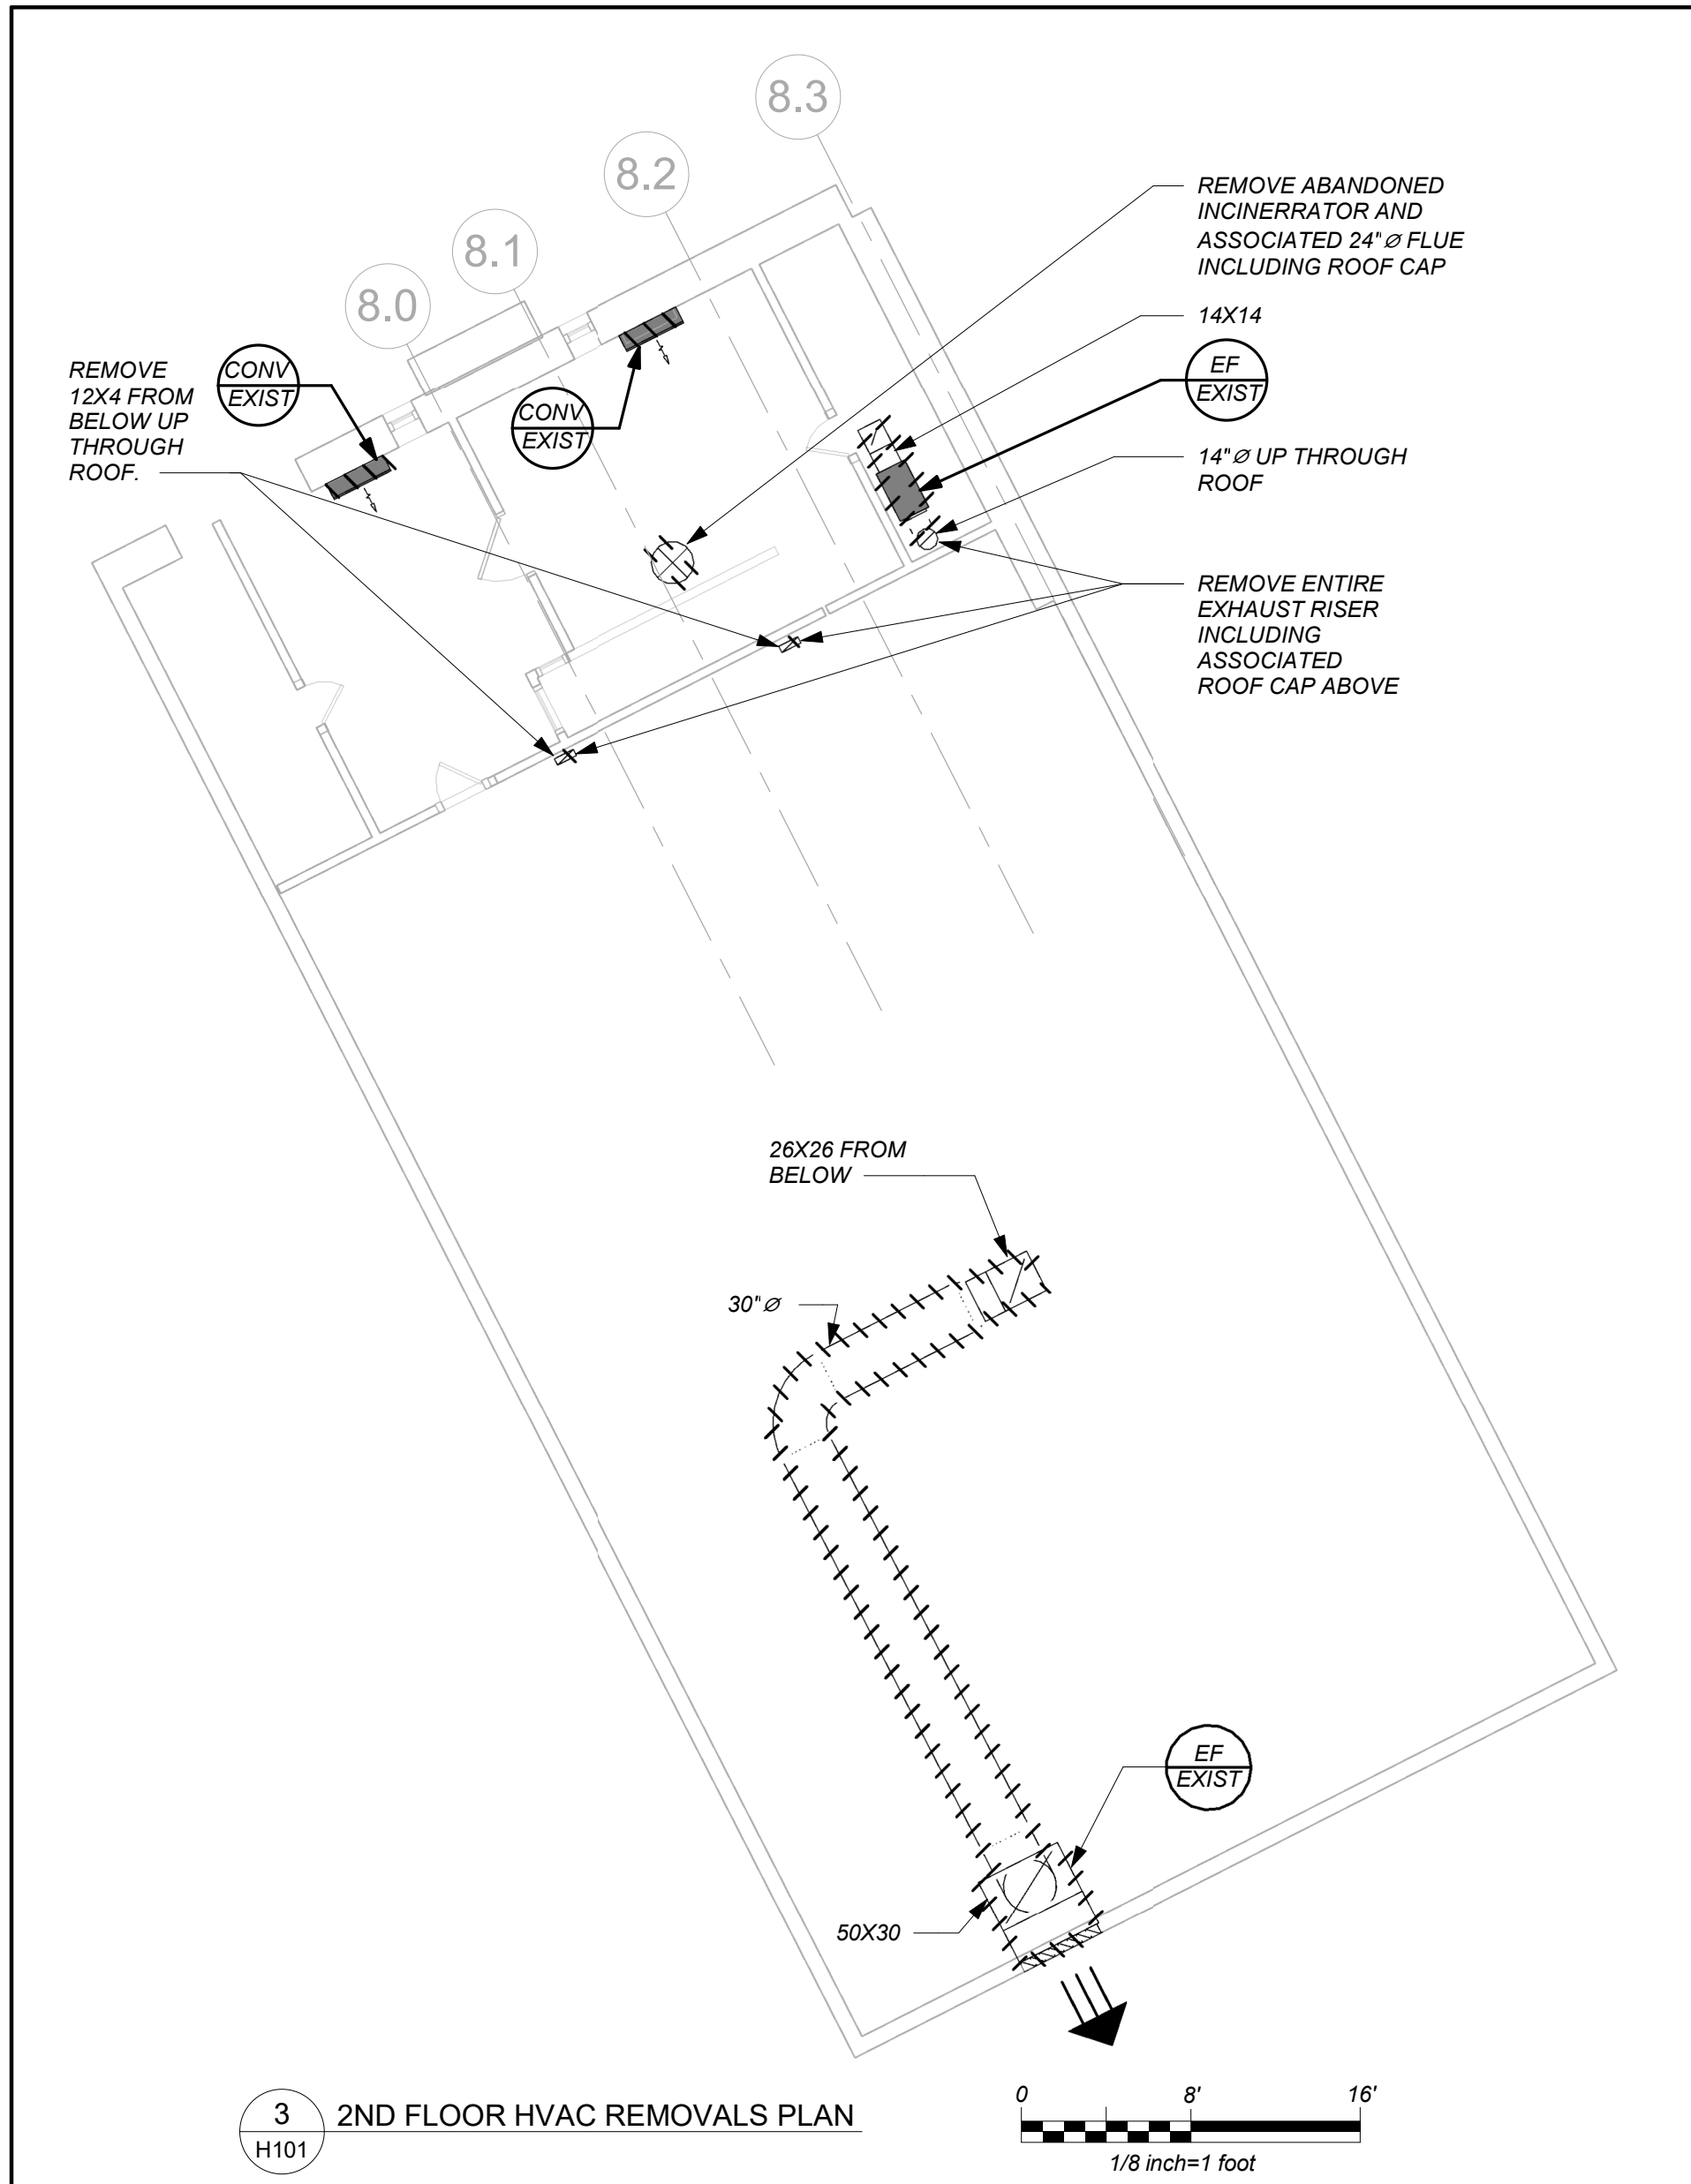 8.3
8.2
8.1
8.0
REMOVE ABANDONED
INCINERRATOR AND
ASSOCIATED 24"Ø FLUE
INCLUDING ROOF CAP
14X14
EF
EXIST
14"Ø UP THROUGH
ROOF
REMOVE ENTIRE
EXHAUST RISER
INCLUDING
ASSOCIATED
ROOF CAP ABOVE
REMOVE
12X4 FROM
BELOW UP
THROUGH
ROOF.
CONV
EXIST
CONV
EXIST
26X26 FROM
BELOW
30"Ø
EF
EXIST
50X30
3
H101
2ND FLOOR HVAC REMOVALS PLAN
0 8' 16'
1/8 inch=1 foot